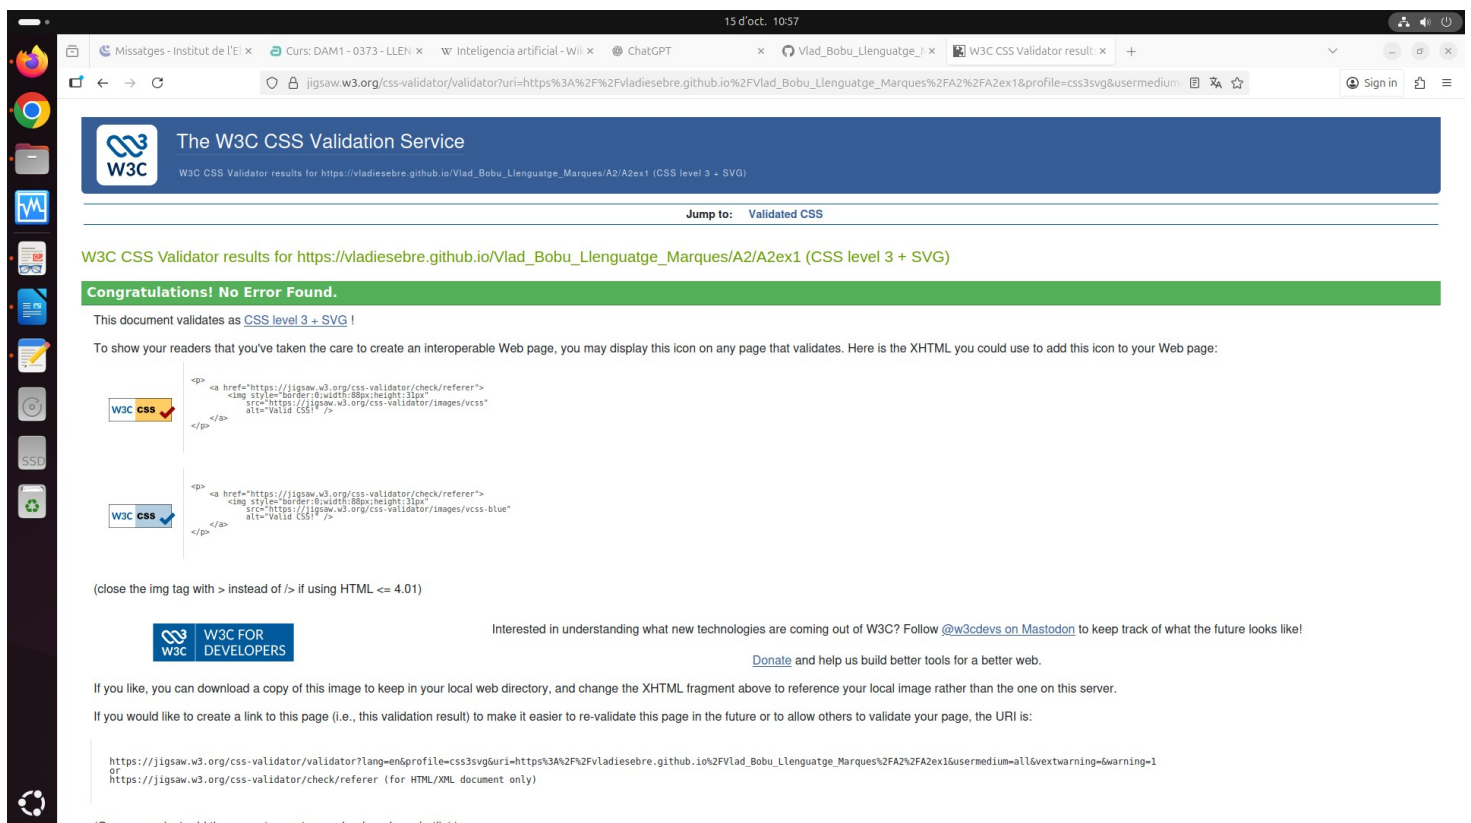 15 d'oct. 10:57
Missatges - Institut de l'E
Curs: DAM1 - 0373 - LLEN
Inteligencia artificial - Wik
ChatGPT
Vlad_Bobu_Llenguatge_M
W3C CSS Validator results
jigsaw.w3.org/css-validator/validator?uri=https%3A%2F%2Fvladiesebre.github.io%2FVlad_Bobu_Llenguatge_Marques%2FA2%2FA2ex1&profile=css3svg&usermedium
Sign in
W3C
The W3C CSS Validation Service
W3C CSS Validator results for https://vladiesebre.github.io/Vlad_Bobu_Llenguatge_Marques/A2/A2ex1 (CSS level 3 + SVG)
Jump to: Validated CSS
W3C CSS Validator results for https://vladiesebre.github.io/Vlad_Bobu_Llenguatge_Marques/A2/A2ex1 (CSS level 3 + SVG)
Congratulations! No Error Found.
This document validates as CSS level 3 + SVG !
To show your readers that you've taken the care to create an interoperable Web page, you may display this icon on any page that validates. Here is the XHTML you could use to add this icon to your Web page:
W3C css
<p>
<a href="https://jigsaw.w3.org/css-validator/check/referer">
<img style="border:0;width:88px;height:31px"
src="https://jigsaw.w3.org/css-validator/images/vcss"
alt="Valid CSS!" />
</a>
</p>
W3C css
<p>
<a href="https://jigsaw.w3.org/css-validator/check/referer">
<img style="border:0;width:88px;height:31px"
src="https://jigsaw.w3.org/css-validator/images/vcss-blue"
alt="Valid CSS!" />
</a>
</p>
(close the img tag with > instead of /> if using HTML <= 4.01)
W3C
W3C FOR
DEVELOPERS
Interested in understanding what new technologies are coming out of W3C? Follow @w3cdevs on Mastodon to keep track of what the future looks like!
Donate and help us build better tools for a better web.
If you like, you can download a copy of this image to keep in your local web directory, and change the XHTML fragment above to reference your local image rather than the one on this server.
If you would like to create a link to this page (i.e., this validation result) to make it easier to re-validate this page in the future or to allow others to validate your page, the URI is:
https://jigsaw.w3.org/css-validator/validator?lang=en&profile=css3svg&uri=https%3A%2F%2Fvladiesebre.github.io%2FVlad_Bobu_Llenguatge_Marques%2FA2%2FA2ex1&usermedium=all&vextwarning=&warning=1
or
https://jigsaw.w3.org/css-validator/check/referer (for HTML/XML document only)
SSD